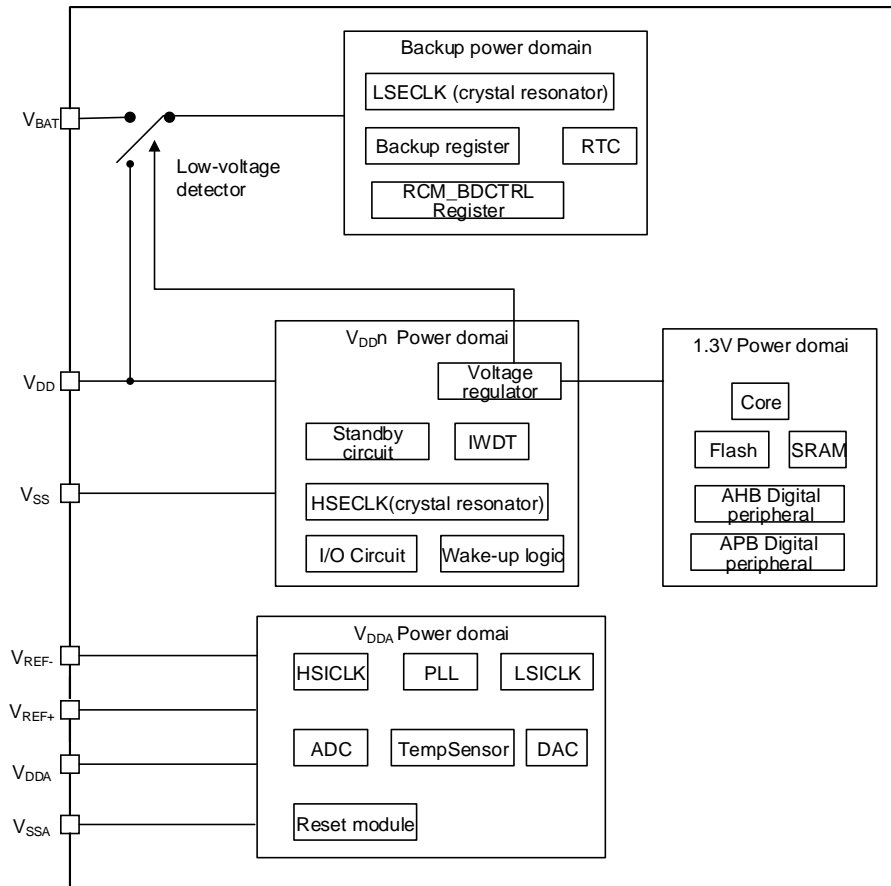 Backup power domain
LSECLK (crystal resonator)
VBAT
Backup register
RTC
Low-voltage
detector
RCM_BDCTRL
Register
VDDn Power domai
1.3V Power domai
VDD
Voltage
regulator
Core
Standby
circuit
IWDT
Flash
SRAM
VSS
HSECLK(crystal resonator)
AHB Digital
peripheral
I/O Circuit
Wake-up logic
APB Digital
peripheral
VDDA Power domai
VREF-
HSICLK
PLL
LSICLK
VREF+
ADC
TempSensor
DAC
VDDA
VSSA
Reset module